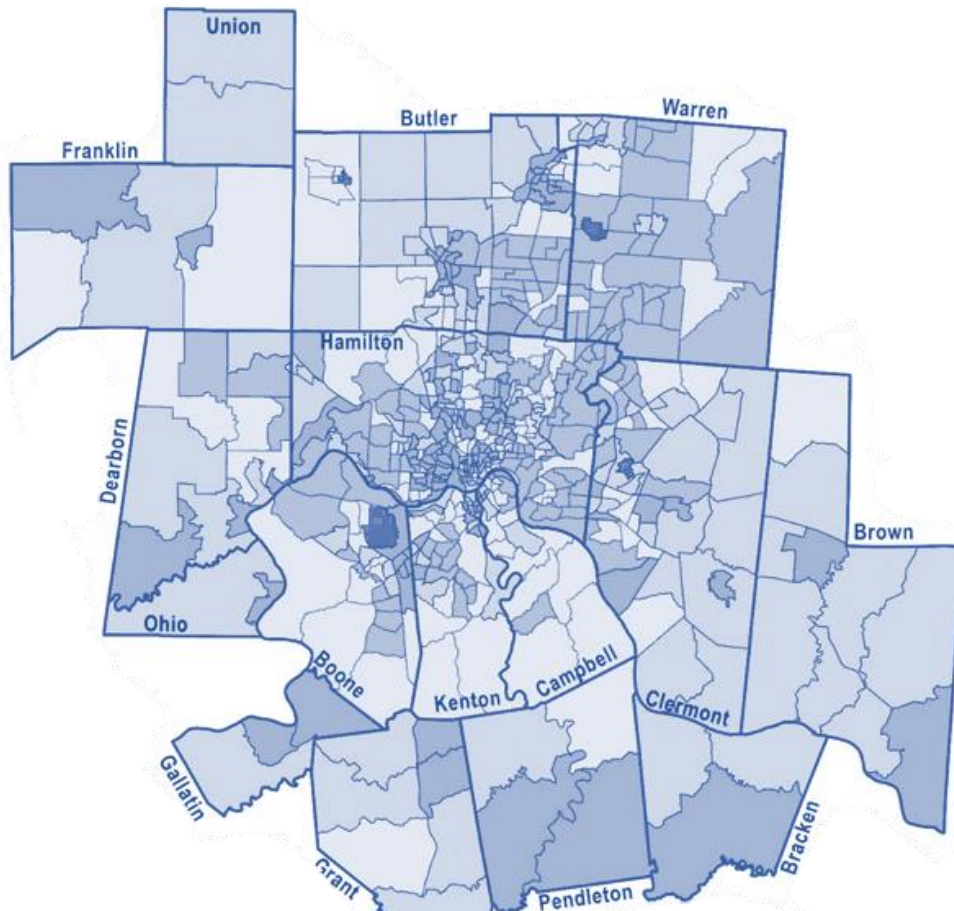 Union
Butler
Warren
Franklin
Hamilton
Dearborn
Brown
Ohio
Boone
Kenton
Campbell
Clermont
Gallatin
Grant
Pendleton
Bracken